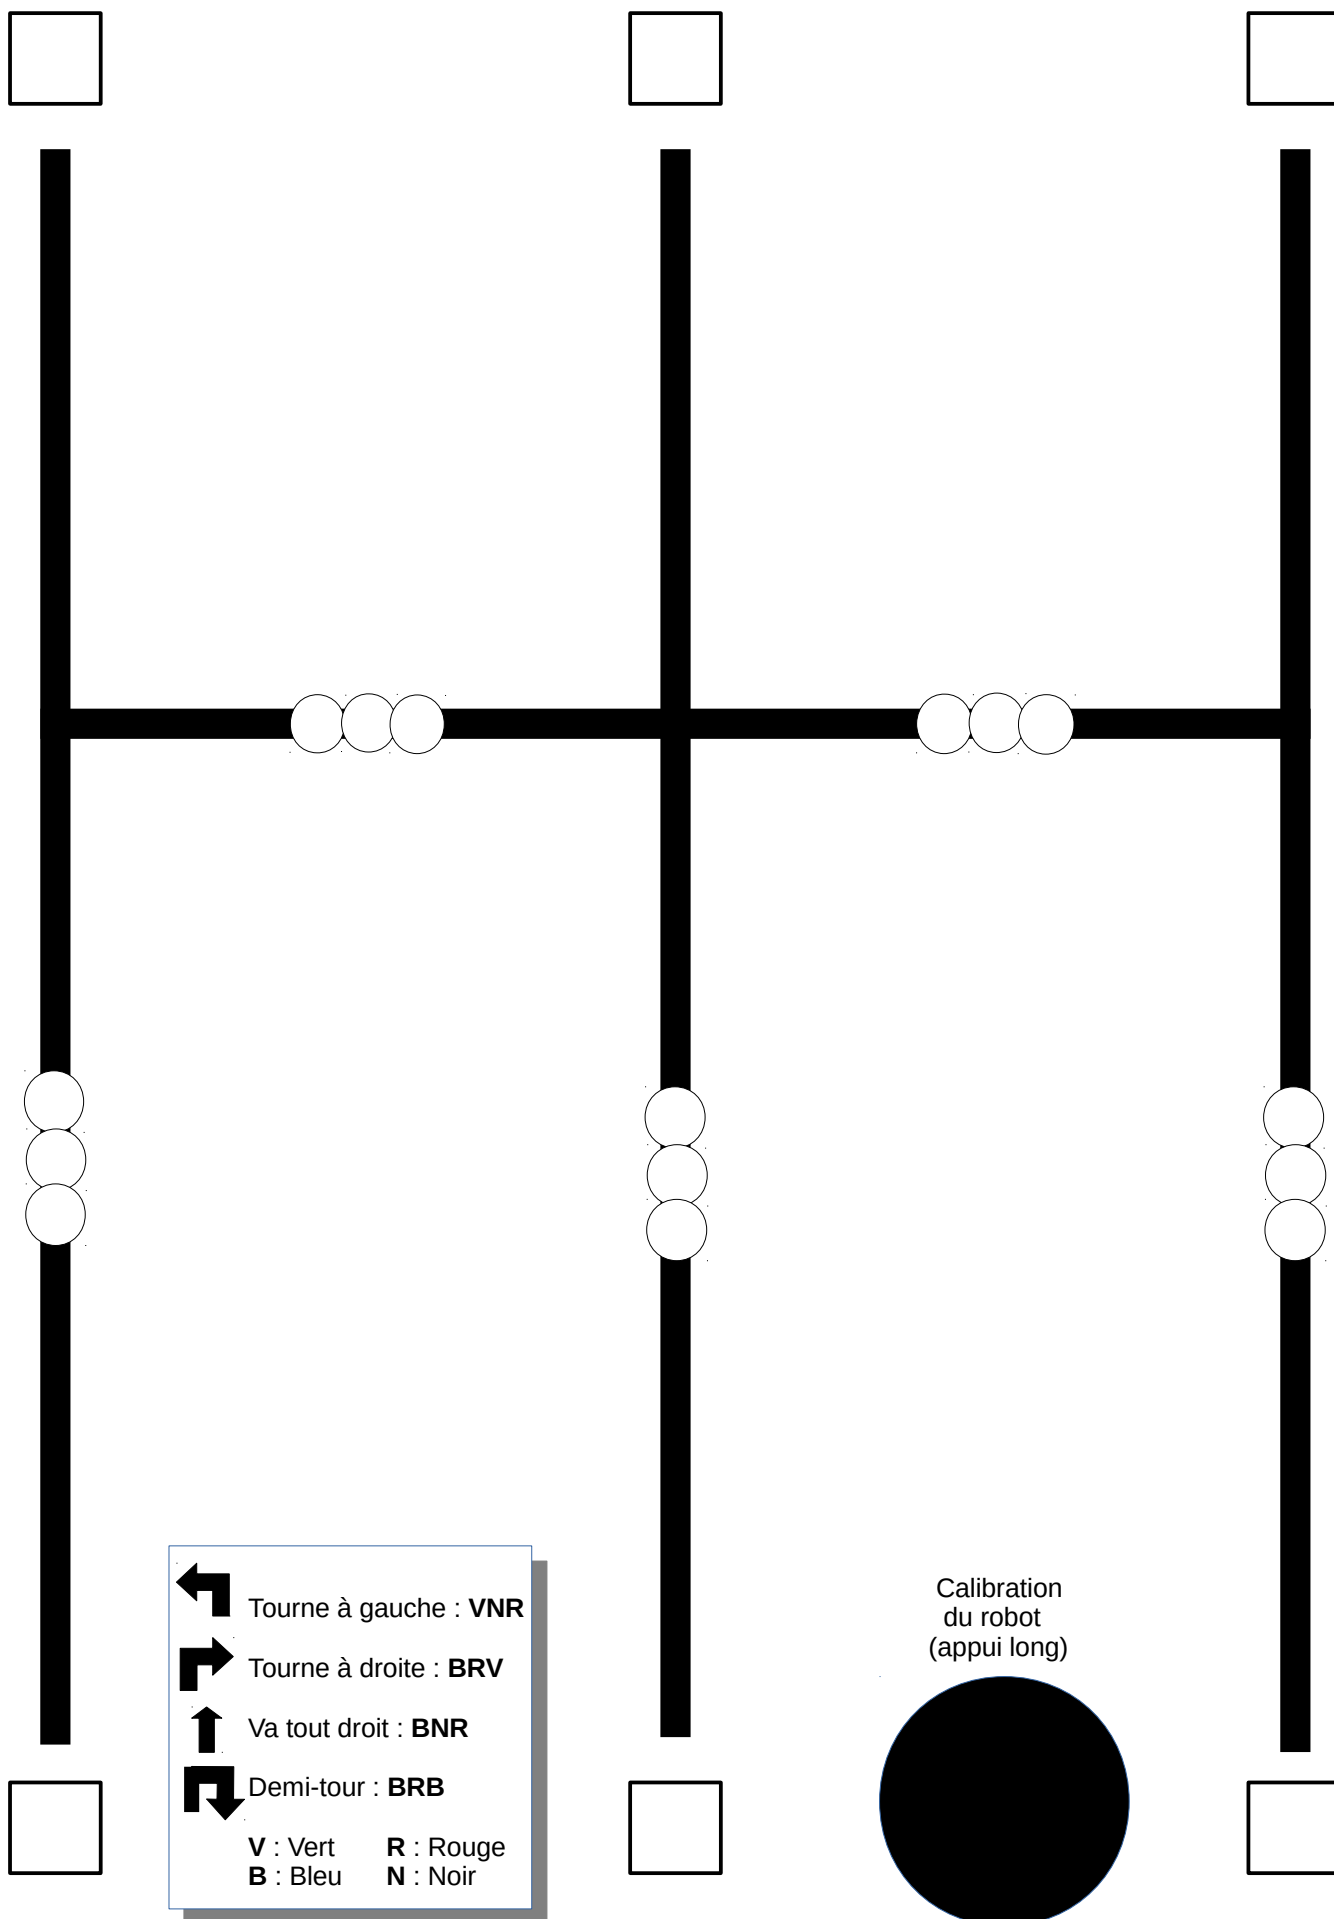 Tourne à gauche : VNR
Tourne à droite : BRV
Va tout droit : BNR
Demi-tour : BRB
V : Vert R : Rouge
B : Bleu N : Noir
Calibration
du robot
(appui long)